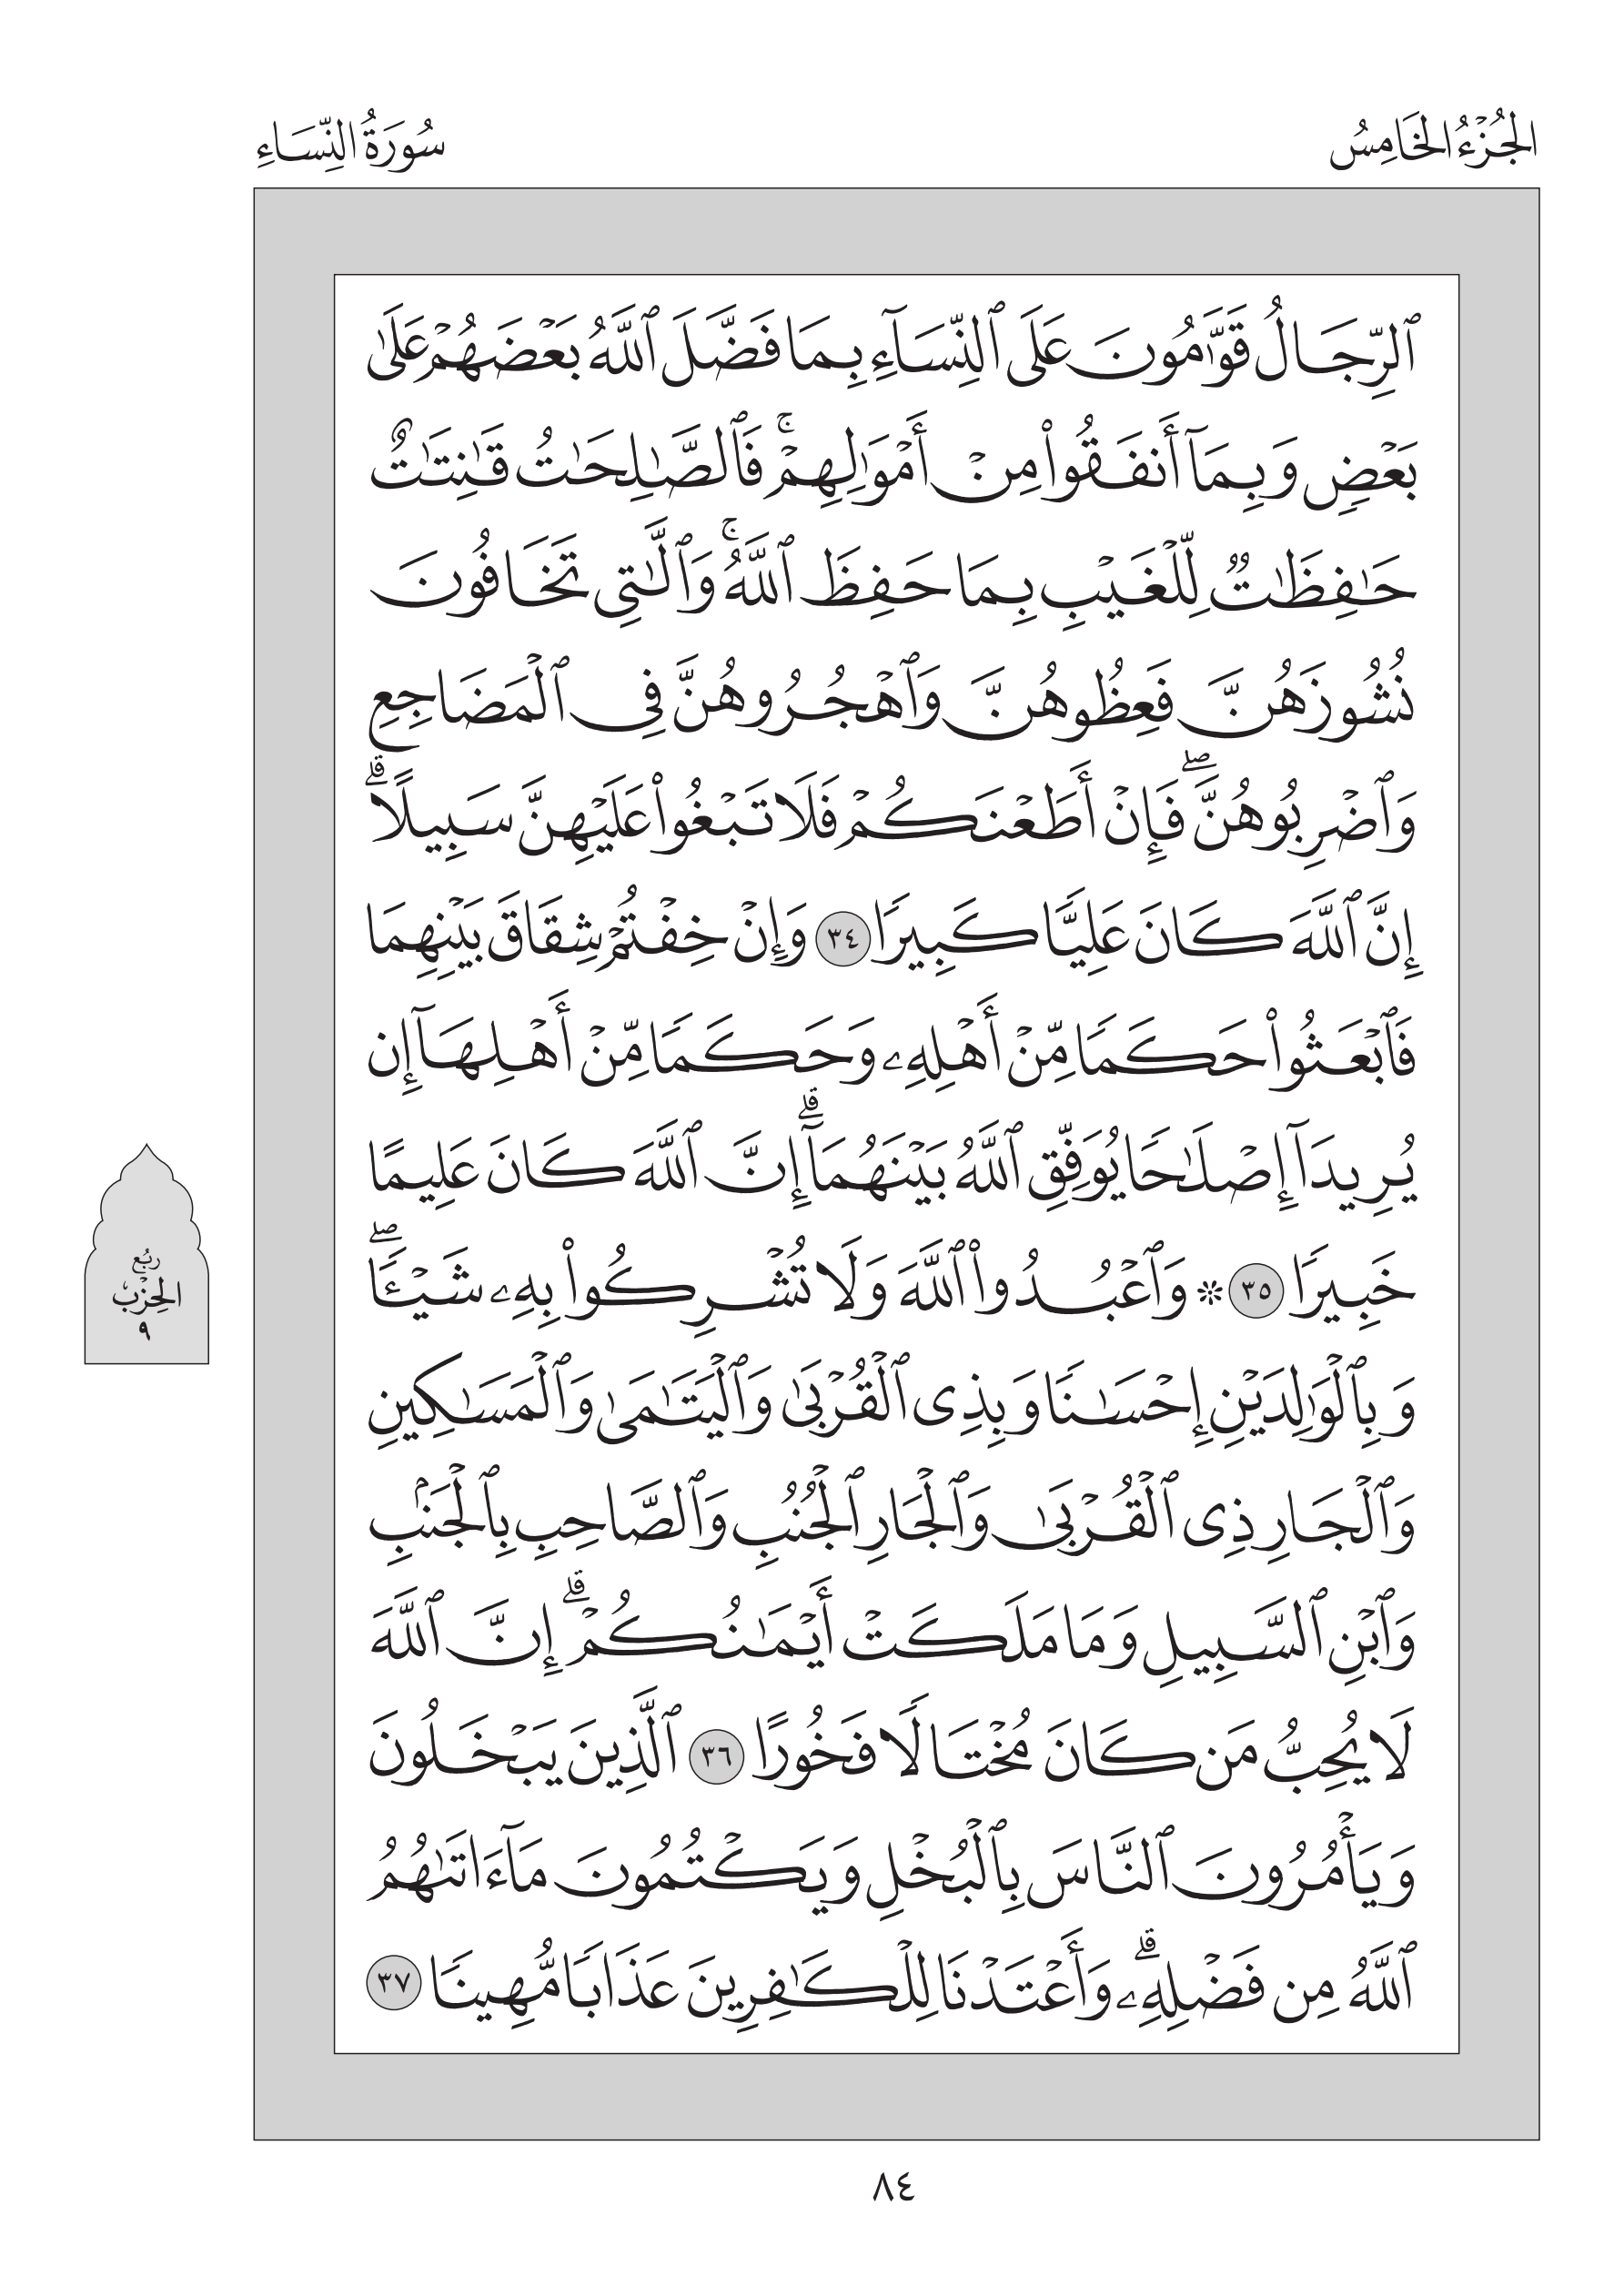 الجُزْءُ الخَامِسُ
سُورَةُ النِّسَاءِ
ٱلرِّجَالُ قَوَّٰمُونَ عَلَى ٱلنِّسَآءِ بِمَا فَضَّلَ ٱللَّهُ بَعۡضَهُمۡ عَلَىٰ
بَعۡضٖ وَبِمَآ أَنفَقُواْ مِنۡ أَمۡوَٰلِهِمۡۚ فَٱلصَّٰلِحَٰتُ قَٰنِتَٰتٌ
حَٰفِظَٰتٞ لِّلۡغَيۡبِ بِمَا حَفِظَ ٱللَّهُۚ وَٱلَّٰتِي تَخَافُونَ
نُشُوزَهُنَّ فَعِظُوهُنَّ وَٱهۡجُرُوهُنَّ فِي ٱلۡمَضَاجِعِ
وَٱضۡرِبُوهُنَّۖ فَإِنۡ أَطَعۡنَكُمۡ فَلَا تَبۡغُواْ عَلَيۡهِنَّ سَبِيلًاۗ
إِنَّ ٱللَّهَ كَانَ عَلِيّٗا كَبِيرٗا ٣٤ وَإِنۡ خِفۡتُمۡ شِقَاقَ بَيۡنِهِمَا
فَٱبۡعَثُواْ حَكَمٗا مِّنۡ أَهۡلِهِۦ وَحَكَمٗا مِّنۡ أَهۡلِهَآ إِن
يُرِيدَآ إِصۡلَٰحٗا يُوَفِّقِ ٱللَّهُ بَيۡنَهُمَآۗ إِنَّ ٱللَّهَ كَانَ عَلِيمًا
خَبِيرٗا ٣٥ ۞ وَٱعۡبُدُواْ ٱللَّهَ وَلَا تُشۡرِكُواْ بِهِۦ شَيۡـٔٗاۖ
وَبِٱلۡوَٰلِدَيۡنِ إِحۡسَٰنٗا وَبِذِي ٱلۡقُرۡبَىٰ وَٱلۡيَتَٰمَىٰ وَٱلۡمَسَٰكِينِ
وَٱلۡجَارِ ذِي ٱلۡقُرۡبَىٰ وَٱلۡجَارِ ٱلۡجُنُبِ وَٱلصَّاحِبِ بِٱلۡجَنۢبِ
وَٱبۡنِ ٱلسَّبِيلِ وَمَا مَلَكَتۡ أَيۡمَٰنُكُمۡۗ إِنَّ ٱللَّهَ
لَا يُحِبُّ مَن كَانَ مُخۡتَالٗا فَخُورًا ٣٦ ٱلَّذِينَ يَبۡخَلُونَ
وَيَأۡمُرُونَ ٱلنَّاسَ بِٱلۡبُخۡلِ وَيَكۡتُمُونَ مَآ ءَاتَىٰهُمُ
ٱللَّهُ مِن فَضۡلِهِۦۗ وَأَعۡتَدۡنَا لِلۡكَٰفِرِينَ عَذَابٗا مُّهِينٗا ٣٧
رُبُع
الحِزْبُ
٩
٨٤